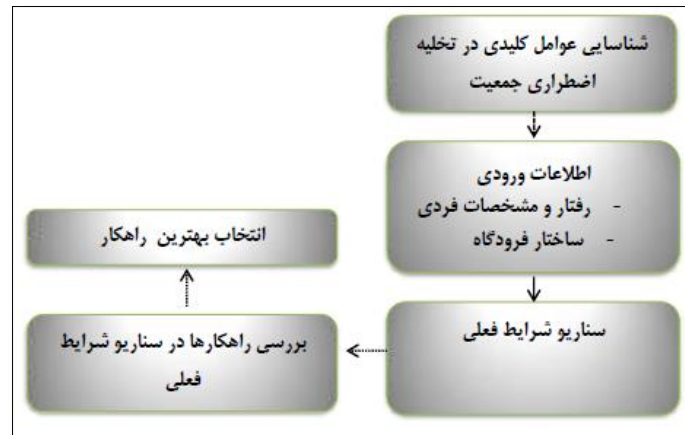 شناسایی عوامل کلیدی در تخلیه
اضطراری جمعیت
اطلاعات ورودی
- رفتار و مشخصات فردی
- ساختار فرودگاه
سناریو شرایط فعلی
بررسی راهکارها در سناریو شرایط
فعلی
انتخاب بهترین راهکار